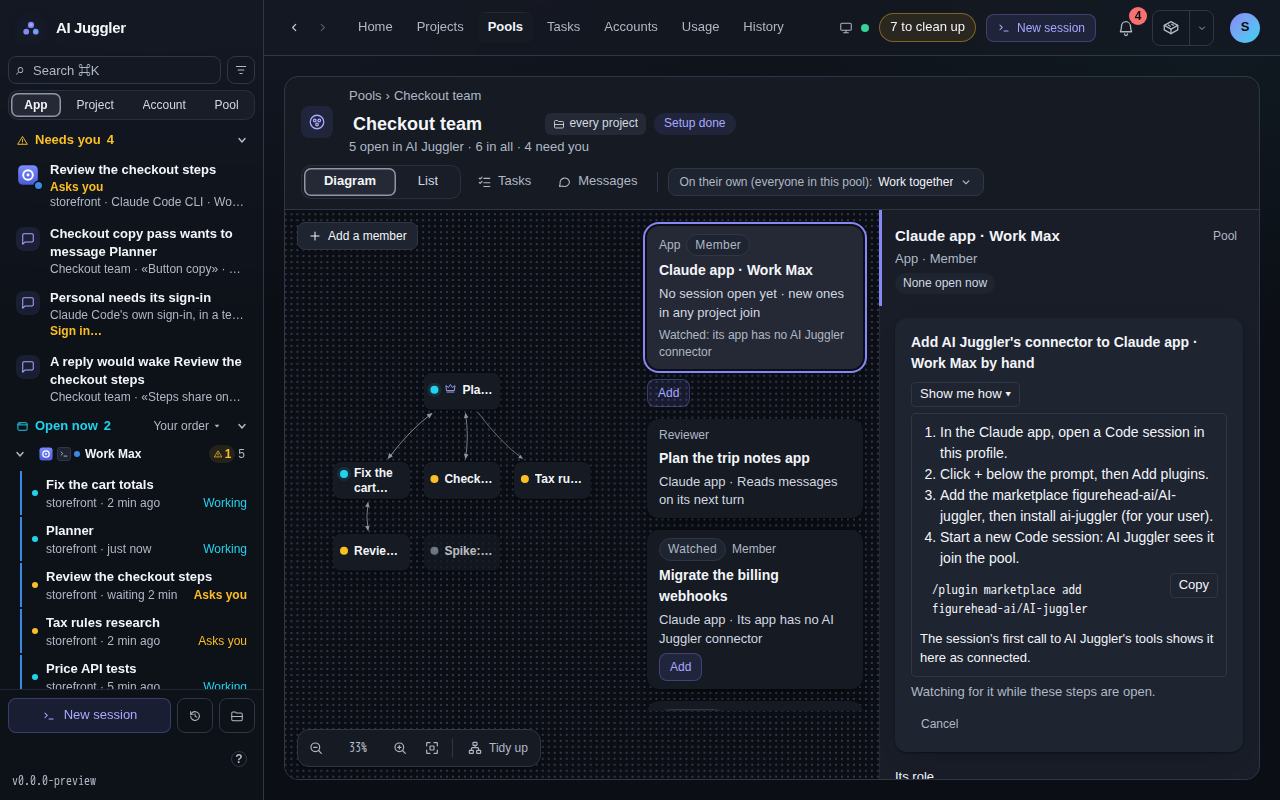 AI Juggler
Search ⌘K
App Project Account Pool
Needs you 4
Review the checkout steps
Asks you
storefront · Claude Code CLI · Wo…
Checkout copy pass wants to
message Planner
Checkout team · «Button copy» · …
Personal needs its sign-in
Claude Code's own sign-in, in a te…
Sign in…
A reply would wake Review the
checkout steps
Checkout team · «Steps share on…
Open now 2 Your order
Work Max 1 5
Fix the cart totals
storefront · 2 min ago Working
Planner
storefront · just now Working
Review the checkout steps
storefront · waiting 2 min Asks you
Tax rules research
storefront · 2 min ago Asks you
Price API tests
storefront · 5 min ago Working
New session
?
v0.0.0-preview
Home Projects Pools Tasks Accounts Usage History
7 to clean up
New session
4
S
Pools › Checkout team
Checkout team
every project
Setup done
5 open in AI Juggler · 6 in all · 4 need you
Diagram List Tasks Messages
On their own (everyone in this pool): Work together
Add a member
Pla…
Fix the
cart…
Check…
Tax ru…
Revie…
Spike:…
33%
Tidy up
App Member
Claude app · Work Max
No session open yet · new ones
in any project join
Watched: its app has no AI Juggler
connector
Add
Reviewer
Plan the trip notes app
Claude app · Reads messages
on its next turn
Watched Member
Migrate the billing
webhooks
Claude app · Its app has no AI
Juggler connector
Add
Claude app · Work Max
Pool
App · Member
None open now
Add AI Juggler's connector to Claude app ·
Work Max by hand
Show me how ▾
1. In the Claude app, open a Code session in
this profile.
2. Click + below the prompt, then Add plugins.
3. Add the marketplace figurehead-ai/AI-
juggler, then install ai-juggler (for your user).
4. Start a new Code session: AI Juggler sees it
join the pool.
Copy
/plugin marketplace add
figurehead-ai/AI-juggler
The session's first call to AI Juggler's tools shows it
here as connected.
Watching for it while these steps are open.
Cancel
Its role